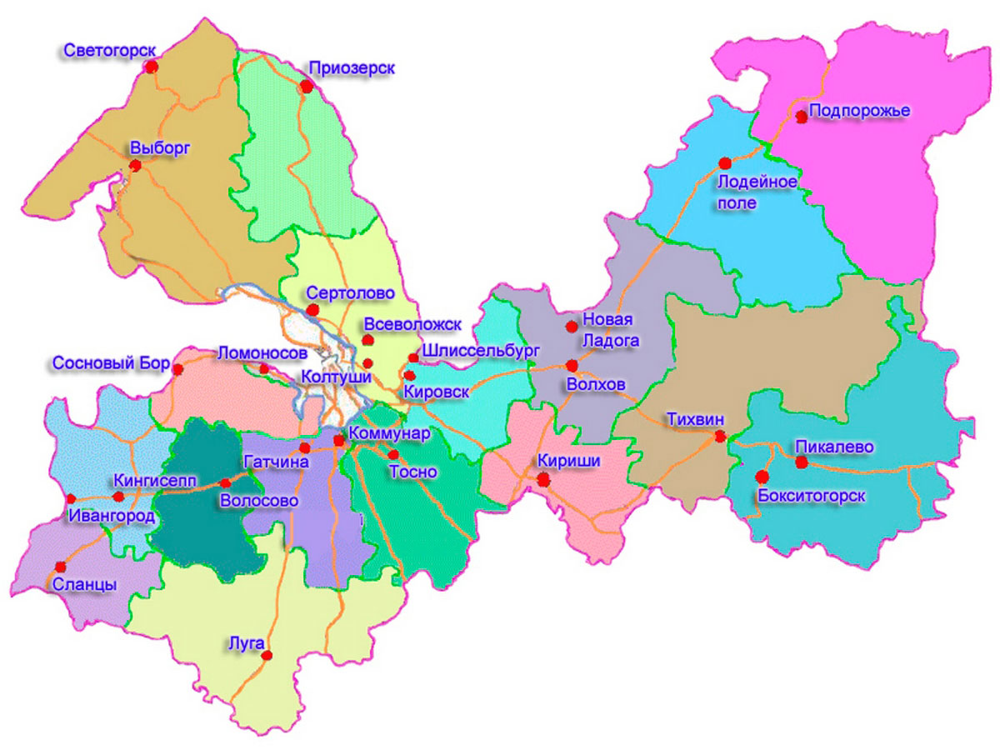 Светогорск
Приозерск
Подпорожье
Выборг
Лодейное
поле
Сертолово
Новая
Ладога
Всеволожск
Шлиссельбург
Ломоносов
Сосновый Бор
Колтуши
Кировск
Волхов
Тихвин
Коммунар
Пикалево
Гатчина
Кириши
Тосно
Кингисепп
Бокситогорск
Волосово
Ивангород
Сланцы
Луга